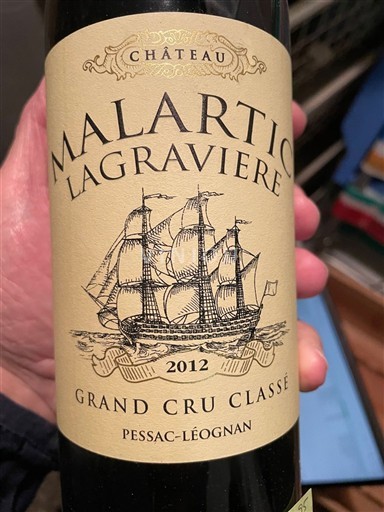 CHÂTEAU
MALARTIC
LAGRAVIERE
2012
GRAND CRU CLASSÉ
PESSAC-LÉOGNAN